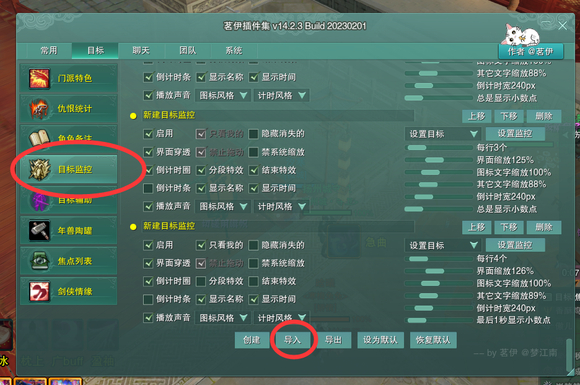 茗伊插件集 v14.2.3 Build 20230201
作者 @茗伊
常用 目标 聊天 团队 系统
门派特色
仇恨统计
角色备注
目标监控
目标辅助
年兽陶罐
焦点列表
剑侠情缘
图标文字缩放100%
倒计时条 显示名称 显示时间 其它文字缩放88%
倒计时宽240px
播放声音 图标风格 计时风格 总是显示小数点
新建目标监控 上移 下移 删除
启用 只看我的 隐藏消失的 设置目标 设置监控
每行3个
界面穿透 禁止拖动 禁系统缩放 界面缩放125%
倒计时圈 分段特效 结束特效 图标文字缩放100%
倒计时条 显示名称 显示时间 其它文字缩放88%
倒计时宽240px
播放声音 图标风格 计时风格 总是显示小数点
新建目标监控 上移 下移 删除
启用 只看我的 隐藏消失的 设置目标 设置监控
每行4个
界面穿透 禁止拖动 禁系统缩放 界面缩放126%
倒计时圈 分段特效 结束特效 图标文字缩放100%
倒计时条 显示名称 显示时间 其它文字缩放89%
倒计时宽240px
播放声音 图标风格 计时风格 最后1秒显示小数点
创建 导入 导出 设为默认 恢复默认
-- by 茗伊 @梦江南
冰